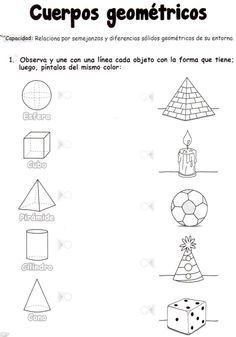 Cuerpos geométricos
Capacidad: Relaciona por semejanzas y diferencias sólidos geométricos de su entorno.
1. Observa y une con una línea cada objeto con la forma que tiene;
luego, píntalos del mismo color:
Esfera
Cubo
Pirámide
Cilindro
Cono